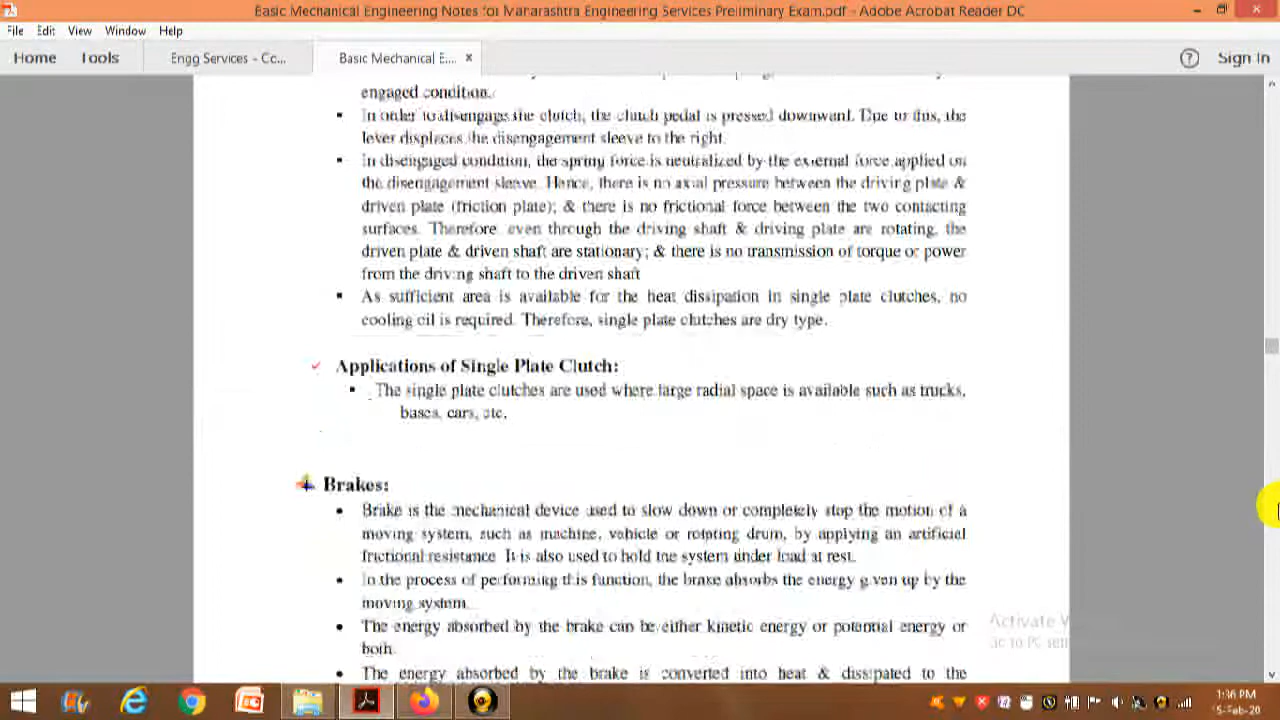 Basic Mechanical Engineering Notes for Maharashtra Engineering Services Preliminary Exam.pdf - Adobe Acrobat Reader DC
File Edit View Window Help
Home Tools Engg Services - Cc... Basic Mechanical E... × Sign In
engaged condition.
▪ In order to disengage the clutch, the clutch pedal is pressed downward. Due to this, the
lever displaces the disengagement sleeve to the right.
▪ In disengaged condition, the spring force is neutralized by the external force applied on
the disengagement sleeve. Hence, there is no axial pressure between the driving plate &
driven plate (friction plate); & there is no frictional force between the two contacting
surfaces. Therefore even through the driving shaft & driving plate are rotating, the
driven plate & driven shaft are stationary; & there is no transmission of torque or power
from the driving shaft to the driven shaft
▪ As sufficient area is available for the heat dissipation in single plate clutches, no
cooling oil is required. Therefore, single plate clutches are dry type.
✓ Applications of Single Plate Clutch:
▪ The single plate clutches are used where large radial space is available such as trucks,
bases, cars, etc.
Brakes:
• Brake is the mechanical device used to slow down or completely stop the motion of a
moving system, such as machine, vehicle or rotating drum, by applying an artificial
frictional resistance. It is also used to hold the system under load at rest.
• In the process of performing this function, the brake absorbs the energy given up by the
moving system.
• The energy absorbed by the brake can be either kinetic energy or potential energy or
both.
• The energy absorbed by the brake is converted into heat & dissipated to the
Activate
to PC
1:36 PM
5-Feb-20